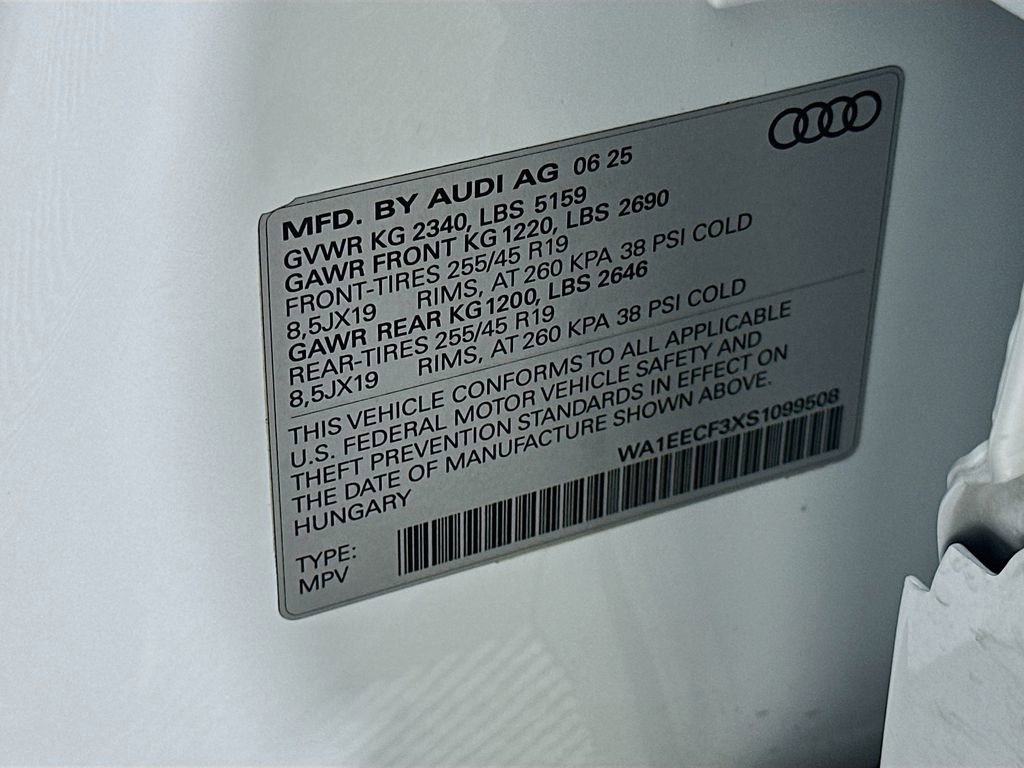 MFD. BY AUDI AG 06 25
GVWR KG 2340, LBS 5159
GAWR FRONT KG 1220, LBS 2690
FRONT-TIRES 255/45 R19
8,5JX19 RIMS, AT 260 KPA 38 PSI COLD
GAWR REAR KG 1200, LBS 2646
REAR-TIRES 255/45 R19
8,5JX19 RIMS, AT 260 KPA 38 PSI COLD
THIS VEHICLE CONFORMS TO ALL APPLICABLE
U.S. FEDERAL MOTOR VEHICLE SAFETY AND
THEFT PREVENTION STANDARDS IN EFFECT ON
THE DATE OF MANUFACTURE SHOWN ABOVE.
HUNGARY
WA1EECF3XS1099508
TYPE:
MPV